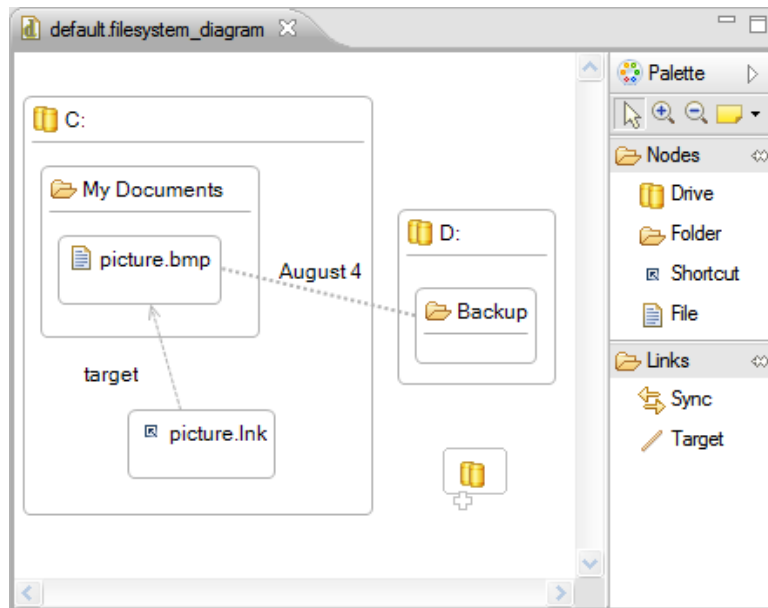 default.filesystem_diagram
C:
My Documents
picture.bmp
August 4
target
picture.lnk
D:
Backup
Palette
Nodes
Drive
Folder
Shortcut
File
Links
Sync
Target